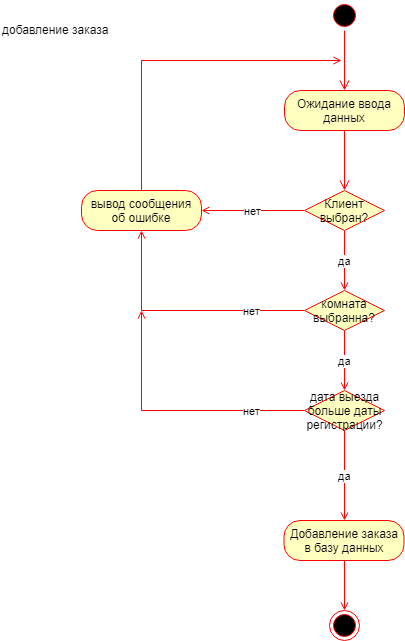 добавление заказа
Ожидание ввода
данных
Клиент
выбран?
нет
вывод сообщения
об ошибке
да
комната
выбранна?
нет
да
дата выезда
больше даты
регистрации?
нет
да
Добавление заказа
в базу данных